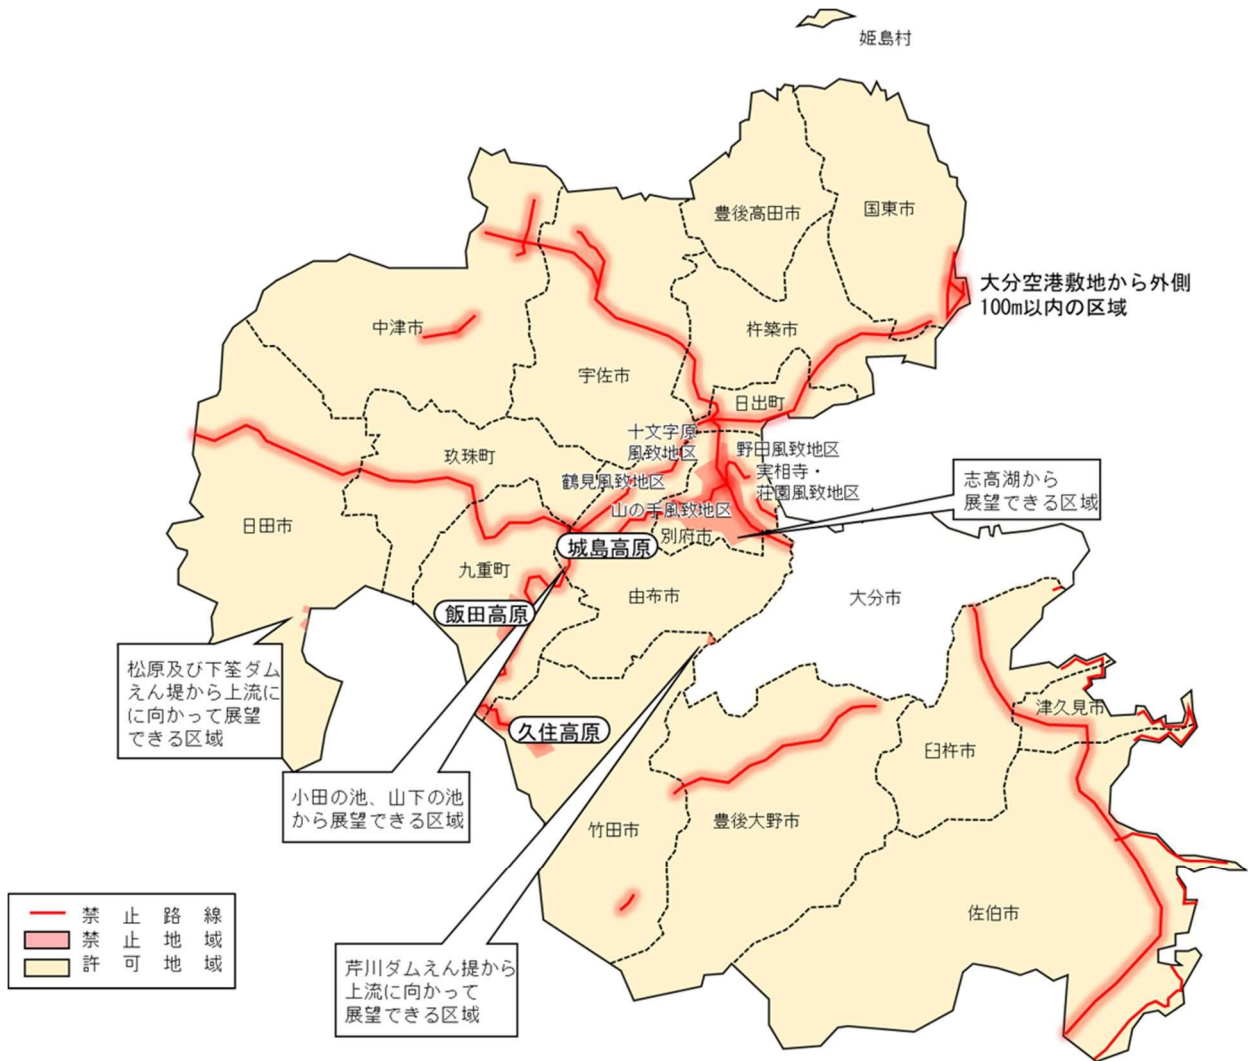 姫島村
豊後高田市
国東市
大分空港敷地から外側
100m以内の区域
中津市
杵築市
宇佐市
日出町
十文字原
風致地区
野田風致地区
実相寺・
荘園風致地区
玖珠町
鶴見風致地区
山の手風致地区
志高湖から
展望できる区域
日田市
別府市
城島高原
九重町
由布市
大分市
飯田高原
松原及び下筌ダム
えん堤から上流に
に向かって展望
できる区域
津久見市
久住高原
臼杵市
小田の池、山下の池
から展望できる区域
竹田市
豊後大野市
佐伯市
禁止路線
禁止地域
許可地域
芹川ダムえん提から
上流に向かって
展望できる区域